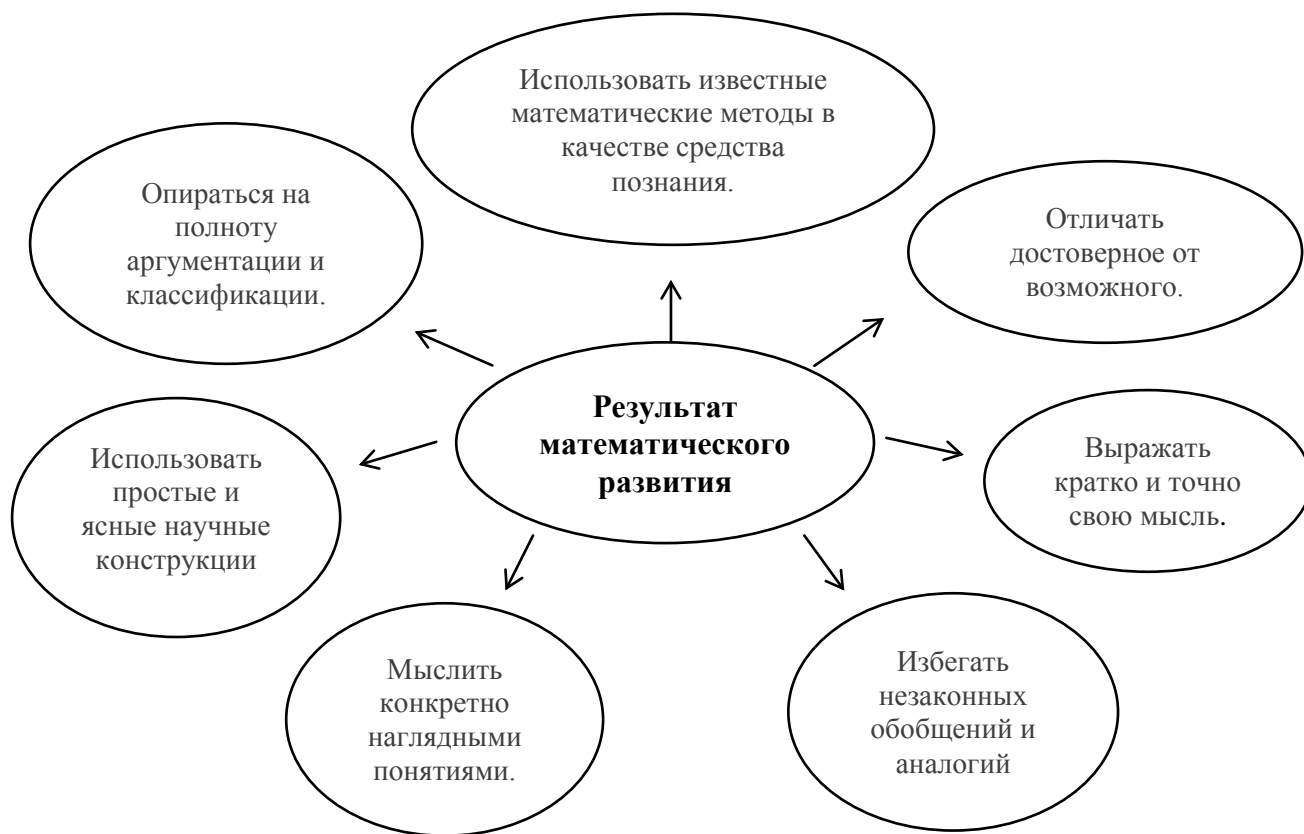 Использовать известные
математические методы в
качестве средства
познания.
Опираться на
полноту
аргументации и
классификации.
Отличать
достоверное от
возможного.
Результат
математического
развития
Использовать
простые и
ясные научные
конструкции
Выражать
кратко и точно
свою мысль.
Мыслить
конкретно
наглядными
понятиями.
Избегать
незаконных
обобщений и
аналогий